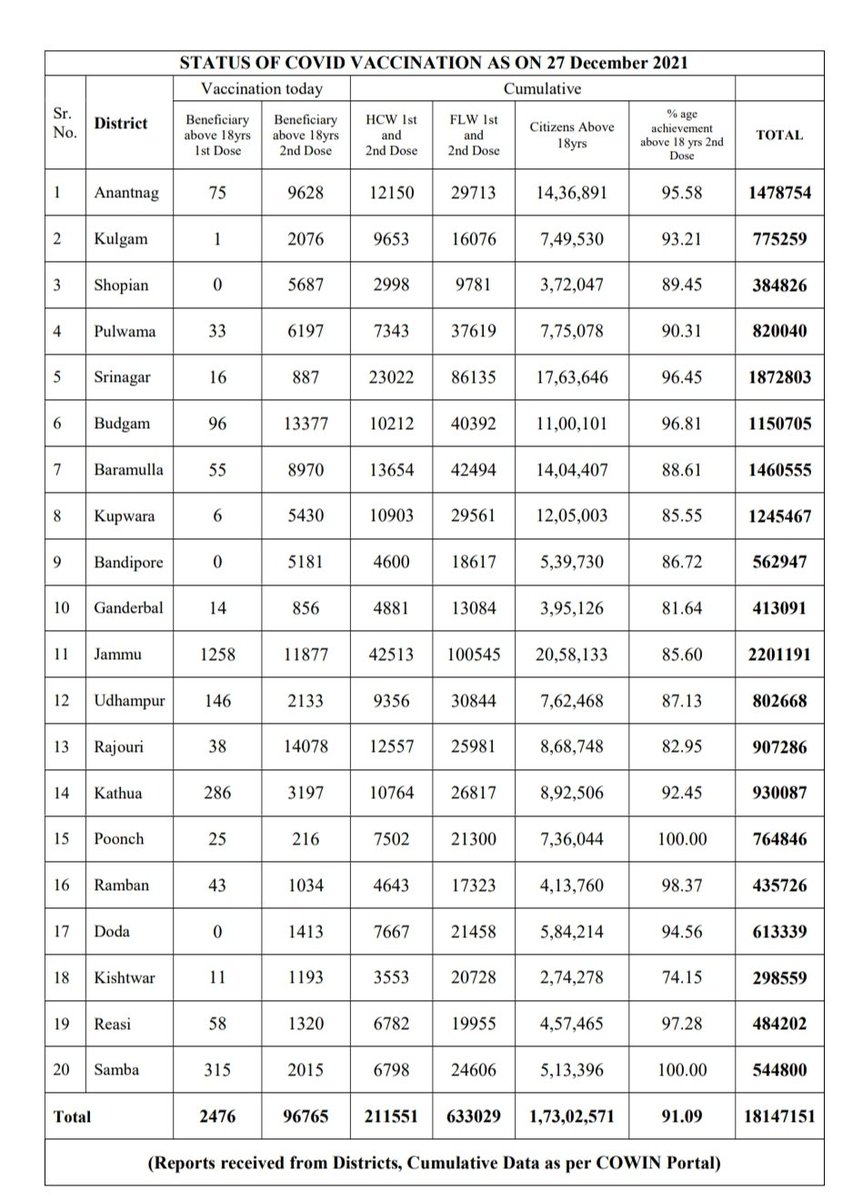 STATUS OF COVID VACCINATION AS ON 27 December 2021
Sr. No. District Vaccination today Cumulative
Beneficiary above 18yrs 1st Dose Beneficiary above 18yrs 2nd Dose HCW 1st and 2nd Dose FLW 1st and 2nd Dose Citizens Above 18yrs % age achievement above 18 yrs 2nd Dose TOTAL
1 Anantnag 75 9628 12150 29713 14,36,891 95.58 1478754
2 Kulgam 1 2076 9653 16076 7,49,530 93.21 775259
3 Shopian 0 5687 2998 9781 3,72,047 89.45 384826
4 Pulwama 33 6197 7343 37619 7,75,078 90.31 820040
5 Srinagar 16 887 23022 86135 17,63,646 96.45 1872803
6 Budgam 96 13377 10212 40392 11,00,101 96.81 1150705
7 Baramulla 55 8970 13654 42494 14,04,407 88.61 1460555
8 Kupwara 6 5430 10903 29561 12,05,003 85.55 1245467
9 Bandipore 0 5181 4600 18617 5,39,730 86.72 562947
10 Ganderbal 14 856 4881 13084 3,95,126 81.64 413091
11 Jammu 1258 11877 42513 100545 20,58,133 85.60 2201191
12 Udhampur 146 2133 9356 30844 7,62,468 87.13 802668
13 Rajouri 38 14078 12557 25981 8,68,748 82.95 907286
14 Kathua 286 3197 10764 26817 8,92,506 92.45 930087
15 Poonch 25 216 7502 21300 7,36,044 100.00 764846
16 Ramban 43 1034 4643 17323 4,13,760 98.37 435726
17 Doda 0 1413 7667 21458 5,84,214 94.56 613339
18 Kishtwar 11 1193 3553 20728 2,74,278 74.15 298559
19 Reasi 58 1320 6782 19955 4,57,465 97.28 484202
20 Samba 315 2015 6798 24606 5,13,396 100.00 544800
Total 2476 96765 211551 633029 1,73,02,571 91.09 18147151
(Reports received from Districts, Cumulative Data as per COWIN Portal)